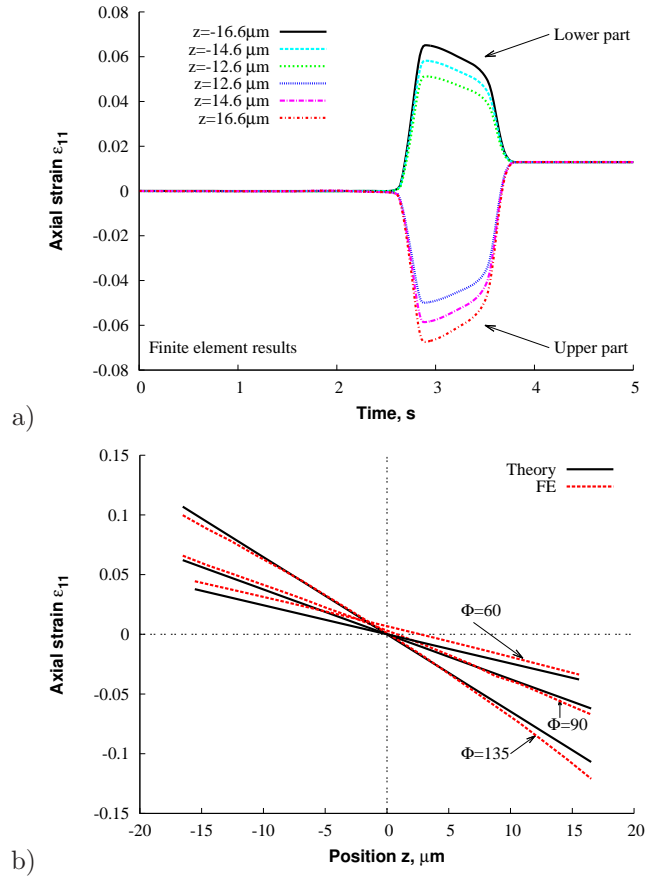 0.08
0.06
0.04
0.02
0
-0.02
-0.04
-0.06
-0.08
Axial strain ε11
z=-16.6μm
z=-14.6 μm
z=-12.6 μm
z=12.6 μm
z=14.6 μm
z=16.6μm
Lower part
Upper part
Finite element results
0 1 2 3 4 5
Time, s
a)
0.15
0.1
0.05
0
-0.05
-0.1
-0.15
Axial strain ε11
Theory
FE
Φ=60
Φ=90
Φ=135
-20 -15 -10 -5 0 5 10 15 20
Position z, μm
b)